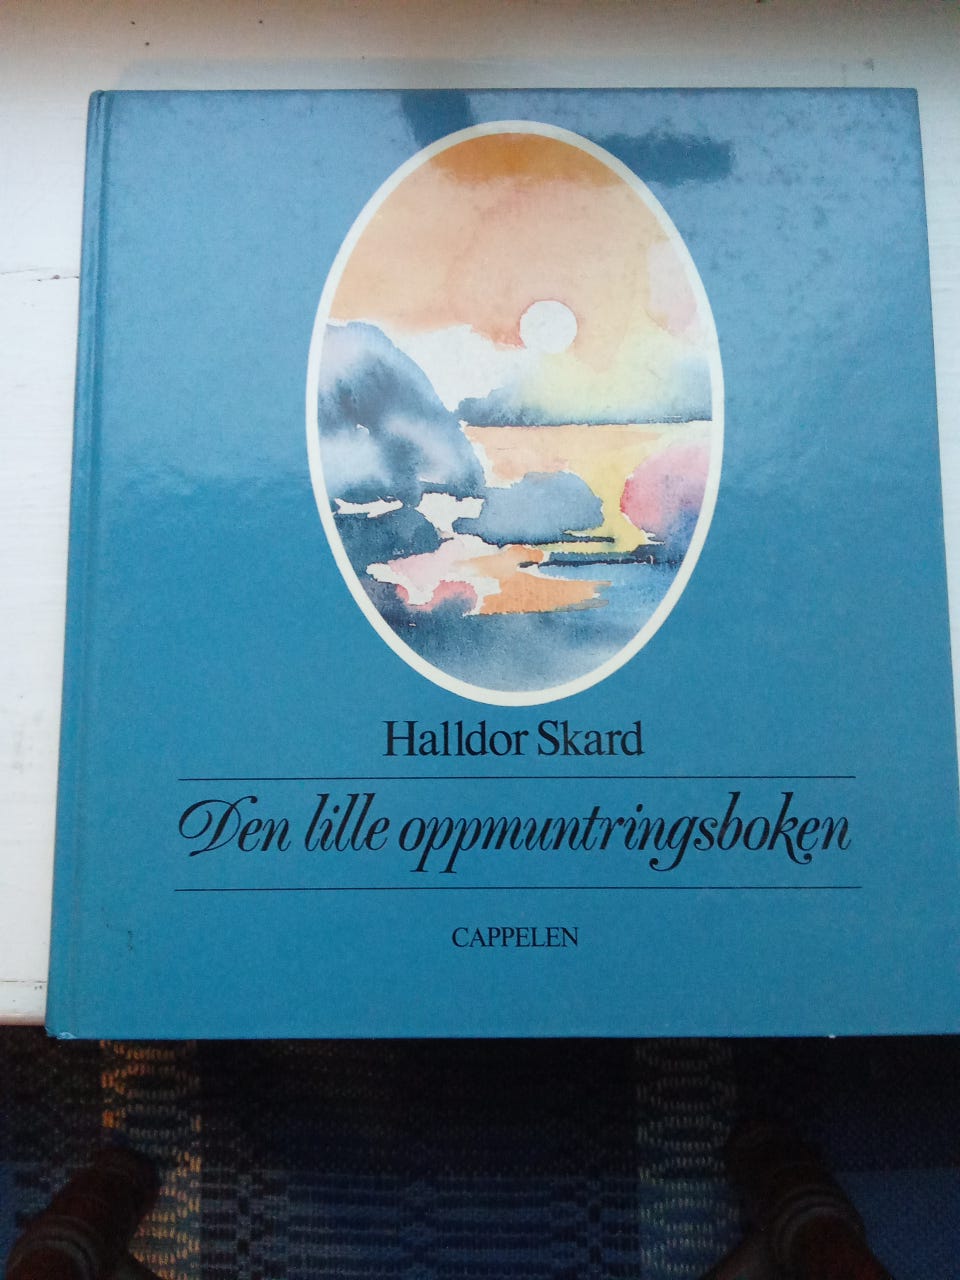 Halldor Skard
Den lille oppmuntringsboken
CAPPELEN